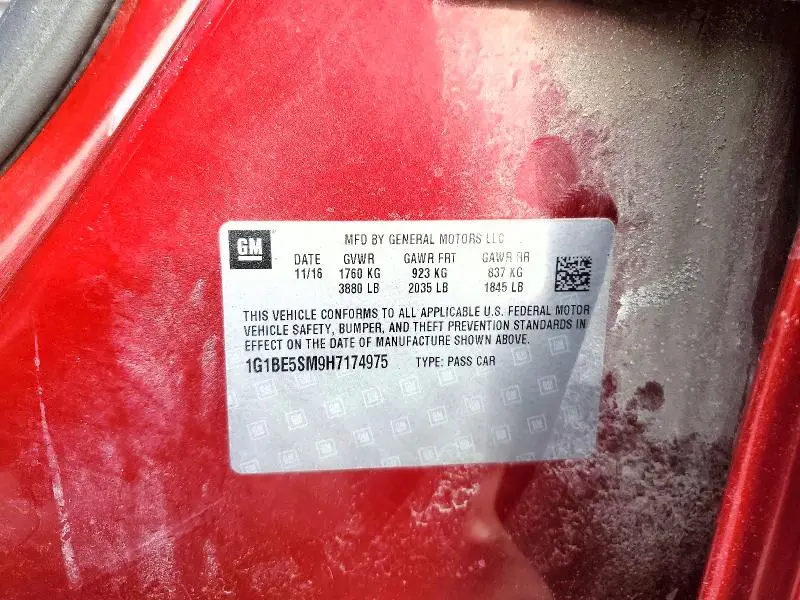 GM
MFD BY GENERAL MOTORS LLC
DATE GVWR GAWR FRT GAWR RR
11/16 1760 KG 923 KG 837 KG
3880 LB 2035 LB 1845 LB
THIS VEHICLE CONFORMS TO ALL APPLICABLE U.S. FEDERAL MOTOR
VEHICLE SAFETY, BUMPER, AND THEFT PREVENTION STANDARDS IN
EFFECT ON THE DATE OF MANUFACTURE SHOWN ABOVE.
1G1BE5SM9H7174975 TYPE: PASS CAR